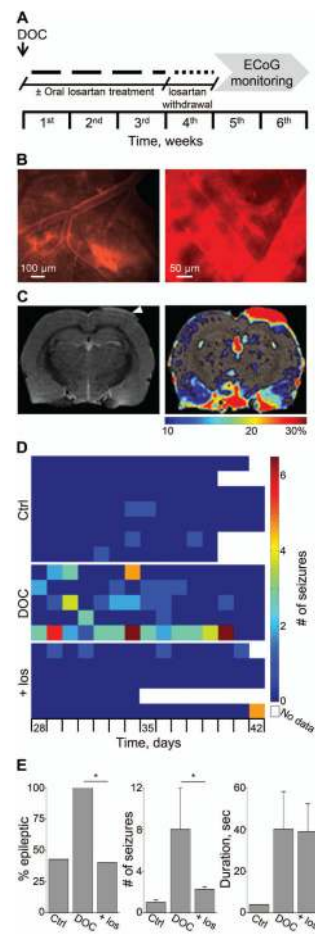 A
DOC
ECoG
monitoring
± Oral losartan treatment
losartan
withdrawal
1st 2nd 3rd 4th 5th 6th
Time, weeks
B
100 µm
50 µm
C
10 20 30%
D
Ctrl
DOC
+ los
6
4
2
0
# of seizures
No data
28 35 42
Time, days
E
% epileptic
100
75
50
25
0
*
Ctrl DOC + los
# of seizures
12
8
4
0
*
Ctrl DOC + los
Duration, sec
60
40
20
0
Ctrl DOC + los